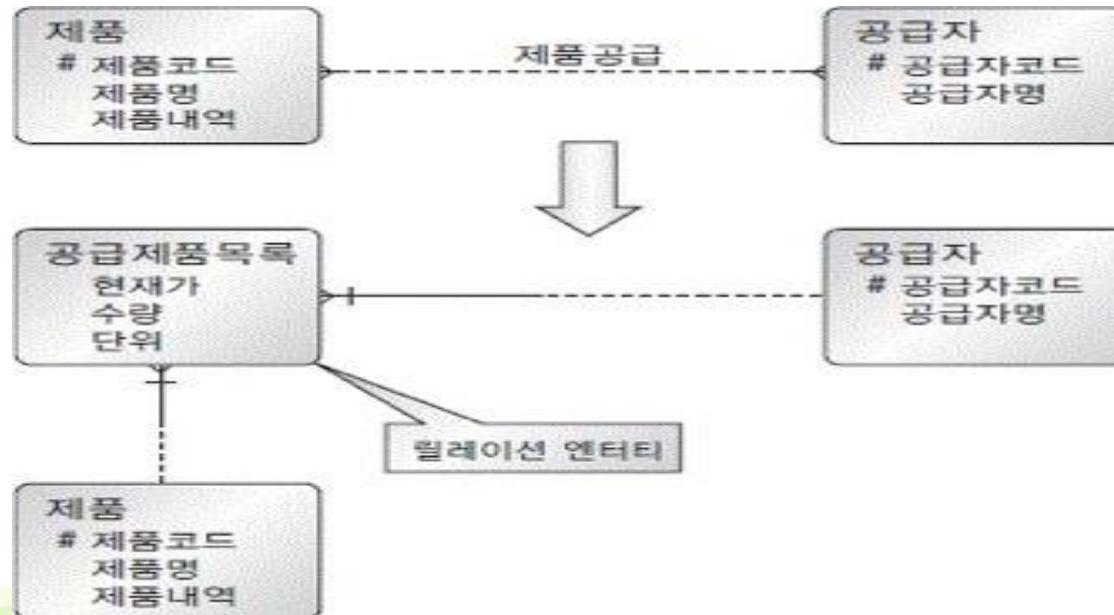 제품
# 제품코드
제품명
제품내역
제품공급
공급자
# 공급자코드
공급자명
공급제품목록
현재가
수량
단위
공급자
# 공급자코드
공급자명
릴레이션 엔터티
제품
# 제품코드
제품명
제품내역